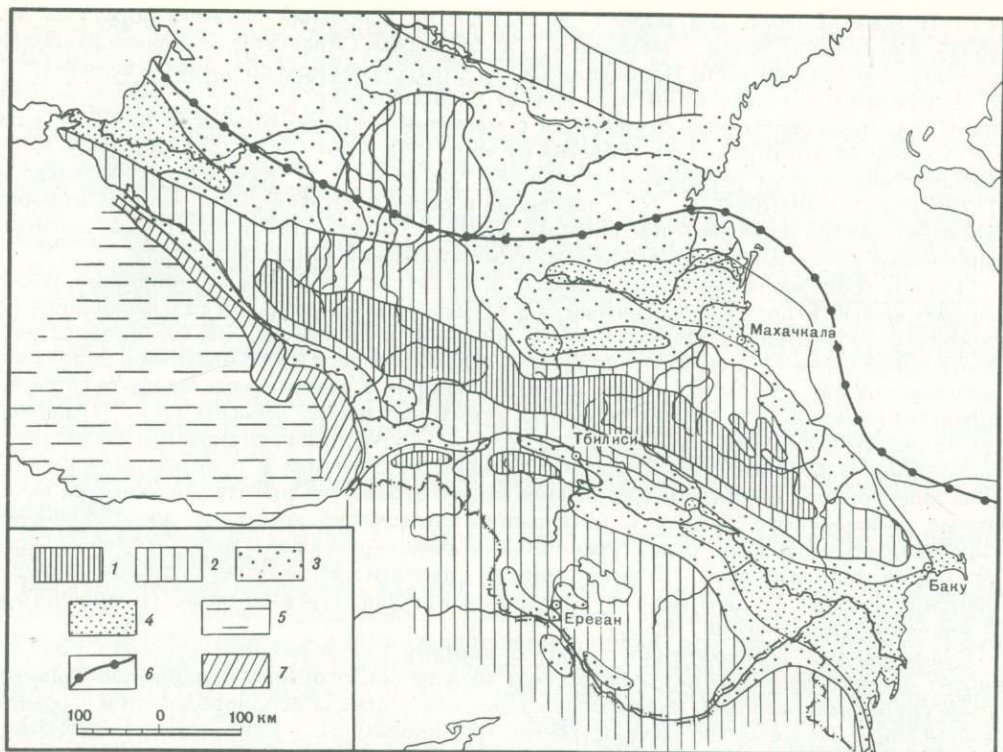 Махачкала
Тбилиси
Баку
Ереван
1 2 3
4 5
6 7
100 0 100 км